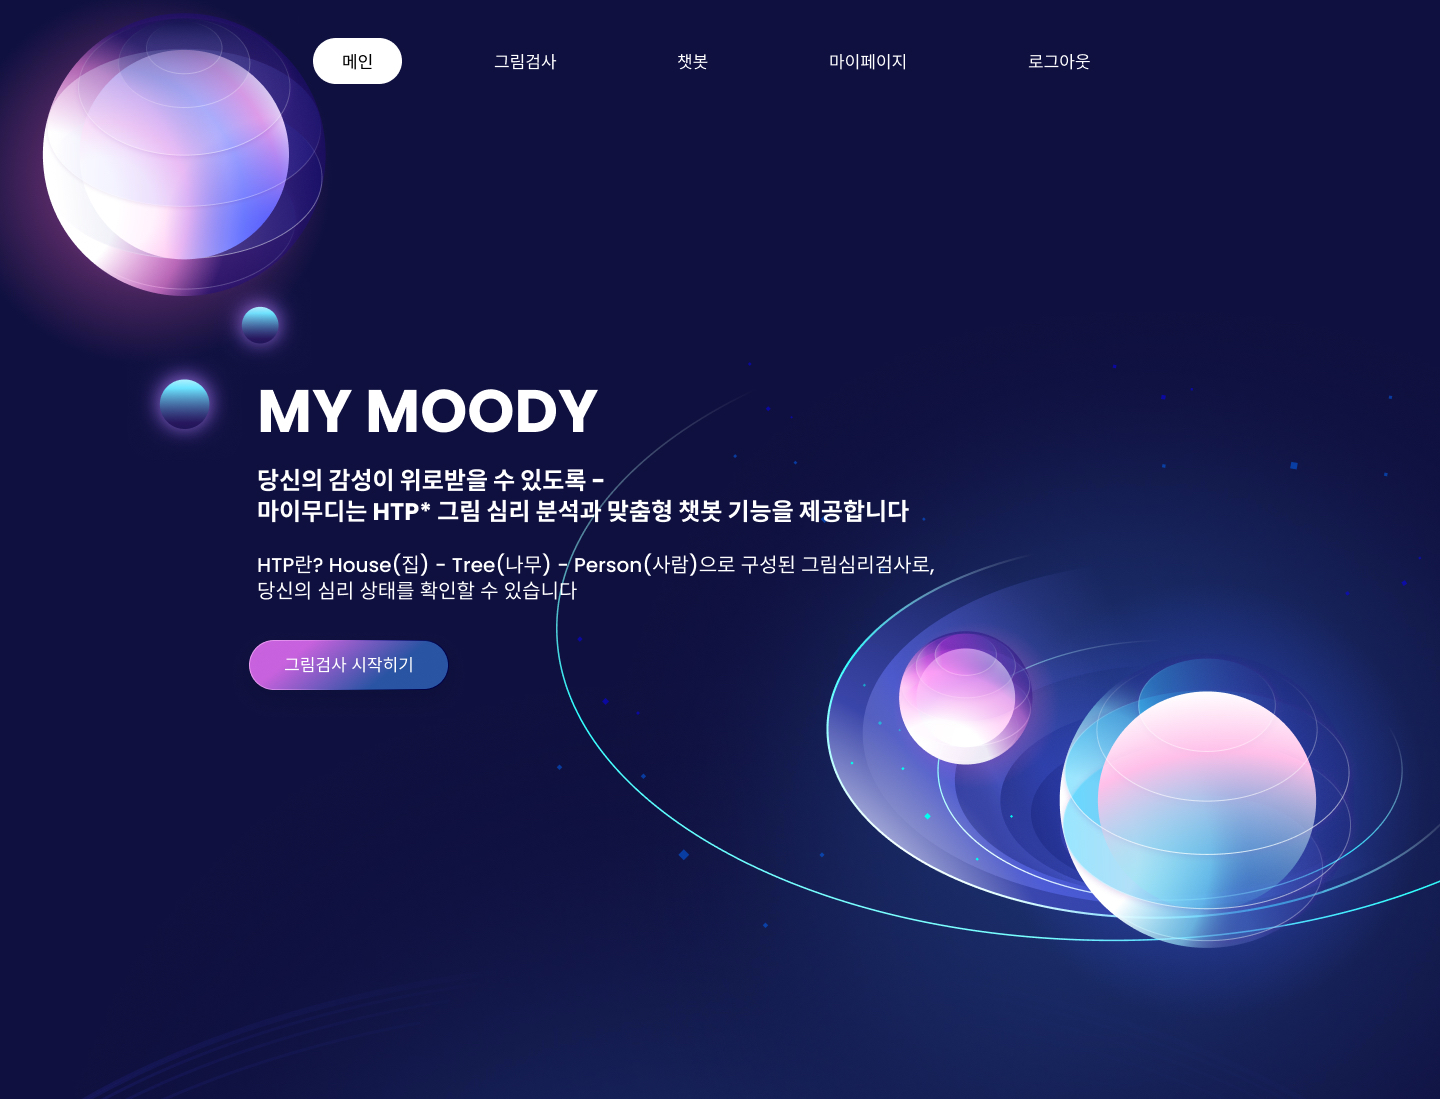 메인
그림검사
챗봇
마이페이지
로그아웃
MY MOODY
당신의 감성이 위로받을 수 있도록 -
마이무디는 HTP* 그림 심리 분석과 맞춤형 챗봇 기능을 제공합니다
HTP란? House(집) - Tree(나무) - Person(사람)으로 구성된 그림심리검사로,
당신의 심리 상태를 확인할 수 있습니다
그림검사 시작히기